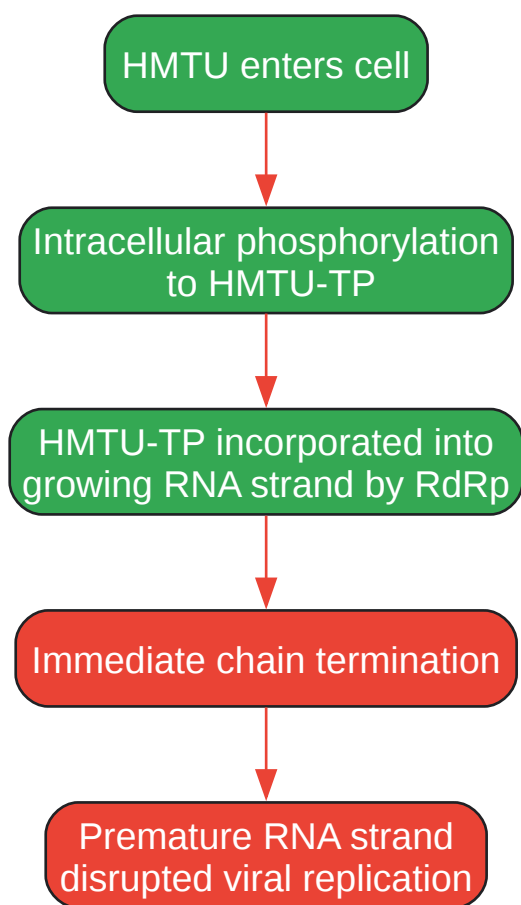 HMTU enters cell
Intracellular phosphorylation
to HMTU-TP
HMTU-TP incorporated into
growing RNA strand by RdRp
Immediate chain termination
Premature RNA strand
disrupted viral replication